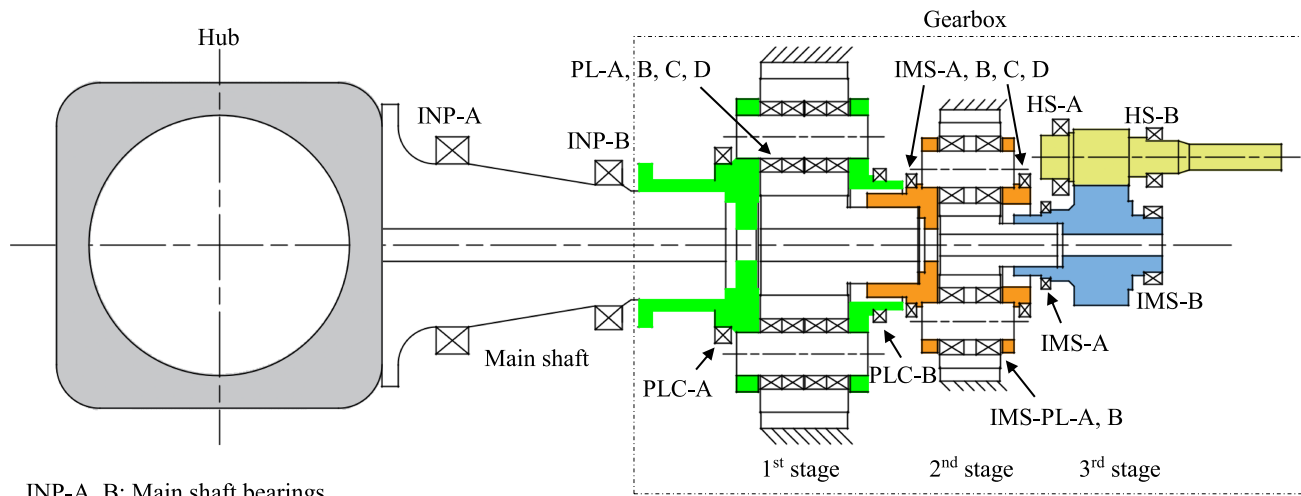 Gearbox
Hub
PL-A, B, C, D
IMS-A, B, C, D
HS-A
HS-B
INP-A
INP-B
Main shaft
PLC-A
PLC-B
IMS-A
IMS-B
IMS-PL-A, B
1st stage
2nd stage
3rd stage
INP-A, B: Main shaft bearings